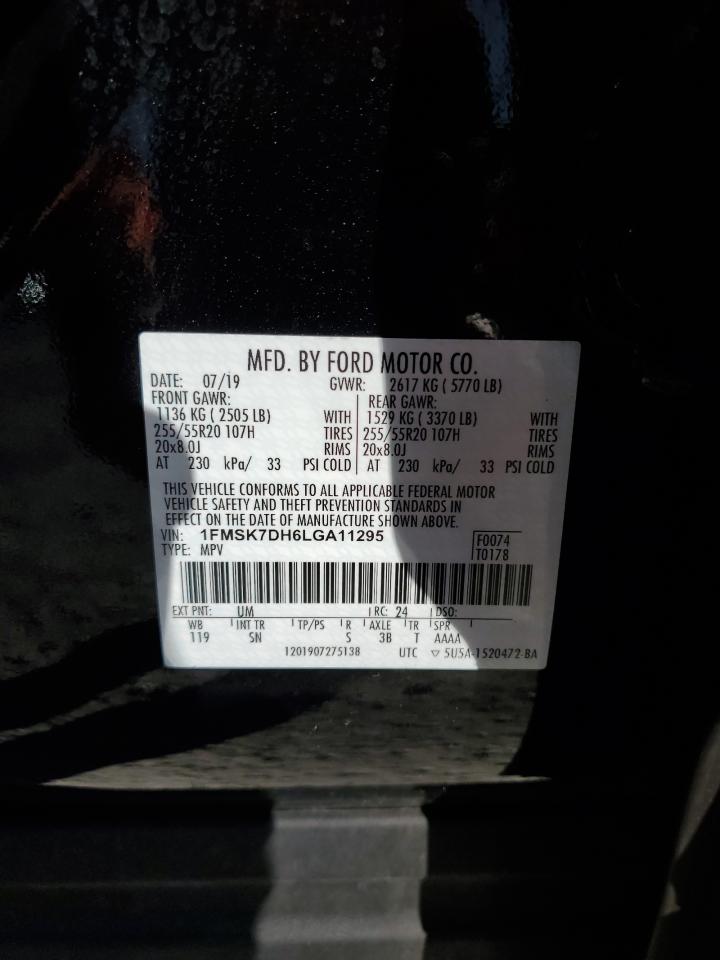 MFD. BY FORD MOTOR CO.
DATE: 07/19 GVWR: 2617 KG ( 5770 LB)
FRONT GAWR: REAR GAWR:
1136 KG ( 2505 LB) WITH 1529 KG ( 3370 LB) WITH
255/55R20 107H TIRES 255/55R20 107H TIRES
20x8.0J RIMS 20x8.0J RIMS
AT 230 kPa/ 33 PSI COLD AT 230 kPa/ 33 PSI COLD
THIS VEHICLE CONFORMS TO ALL APPLICABLE FEDERAL MOTOR
VEHICLE SAFETY AND THEFT PREVENTION STANDARDS IN
EFFECT ON THE DATE OF MANUFACTURE SHOWN ABOVE.
VIN: 1FMSK7DH6LGA11295 F0074
TYPE: MPV T0178
EXT PNT: UM RC: 24 DSO:
WB INT TR TP/PS R AXLE TR SPR
119 SN S 3B T AAAA
1201907275138 UTC ▽ 5U5A-1520472-BA